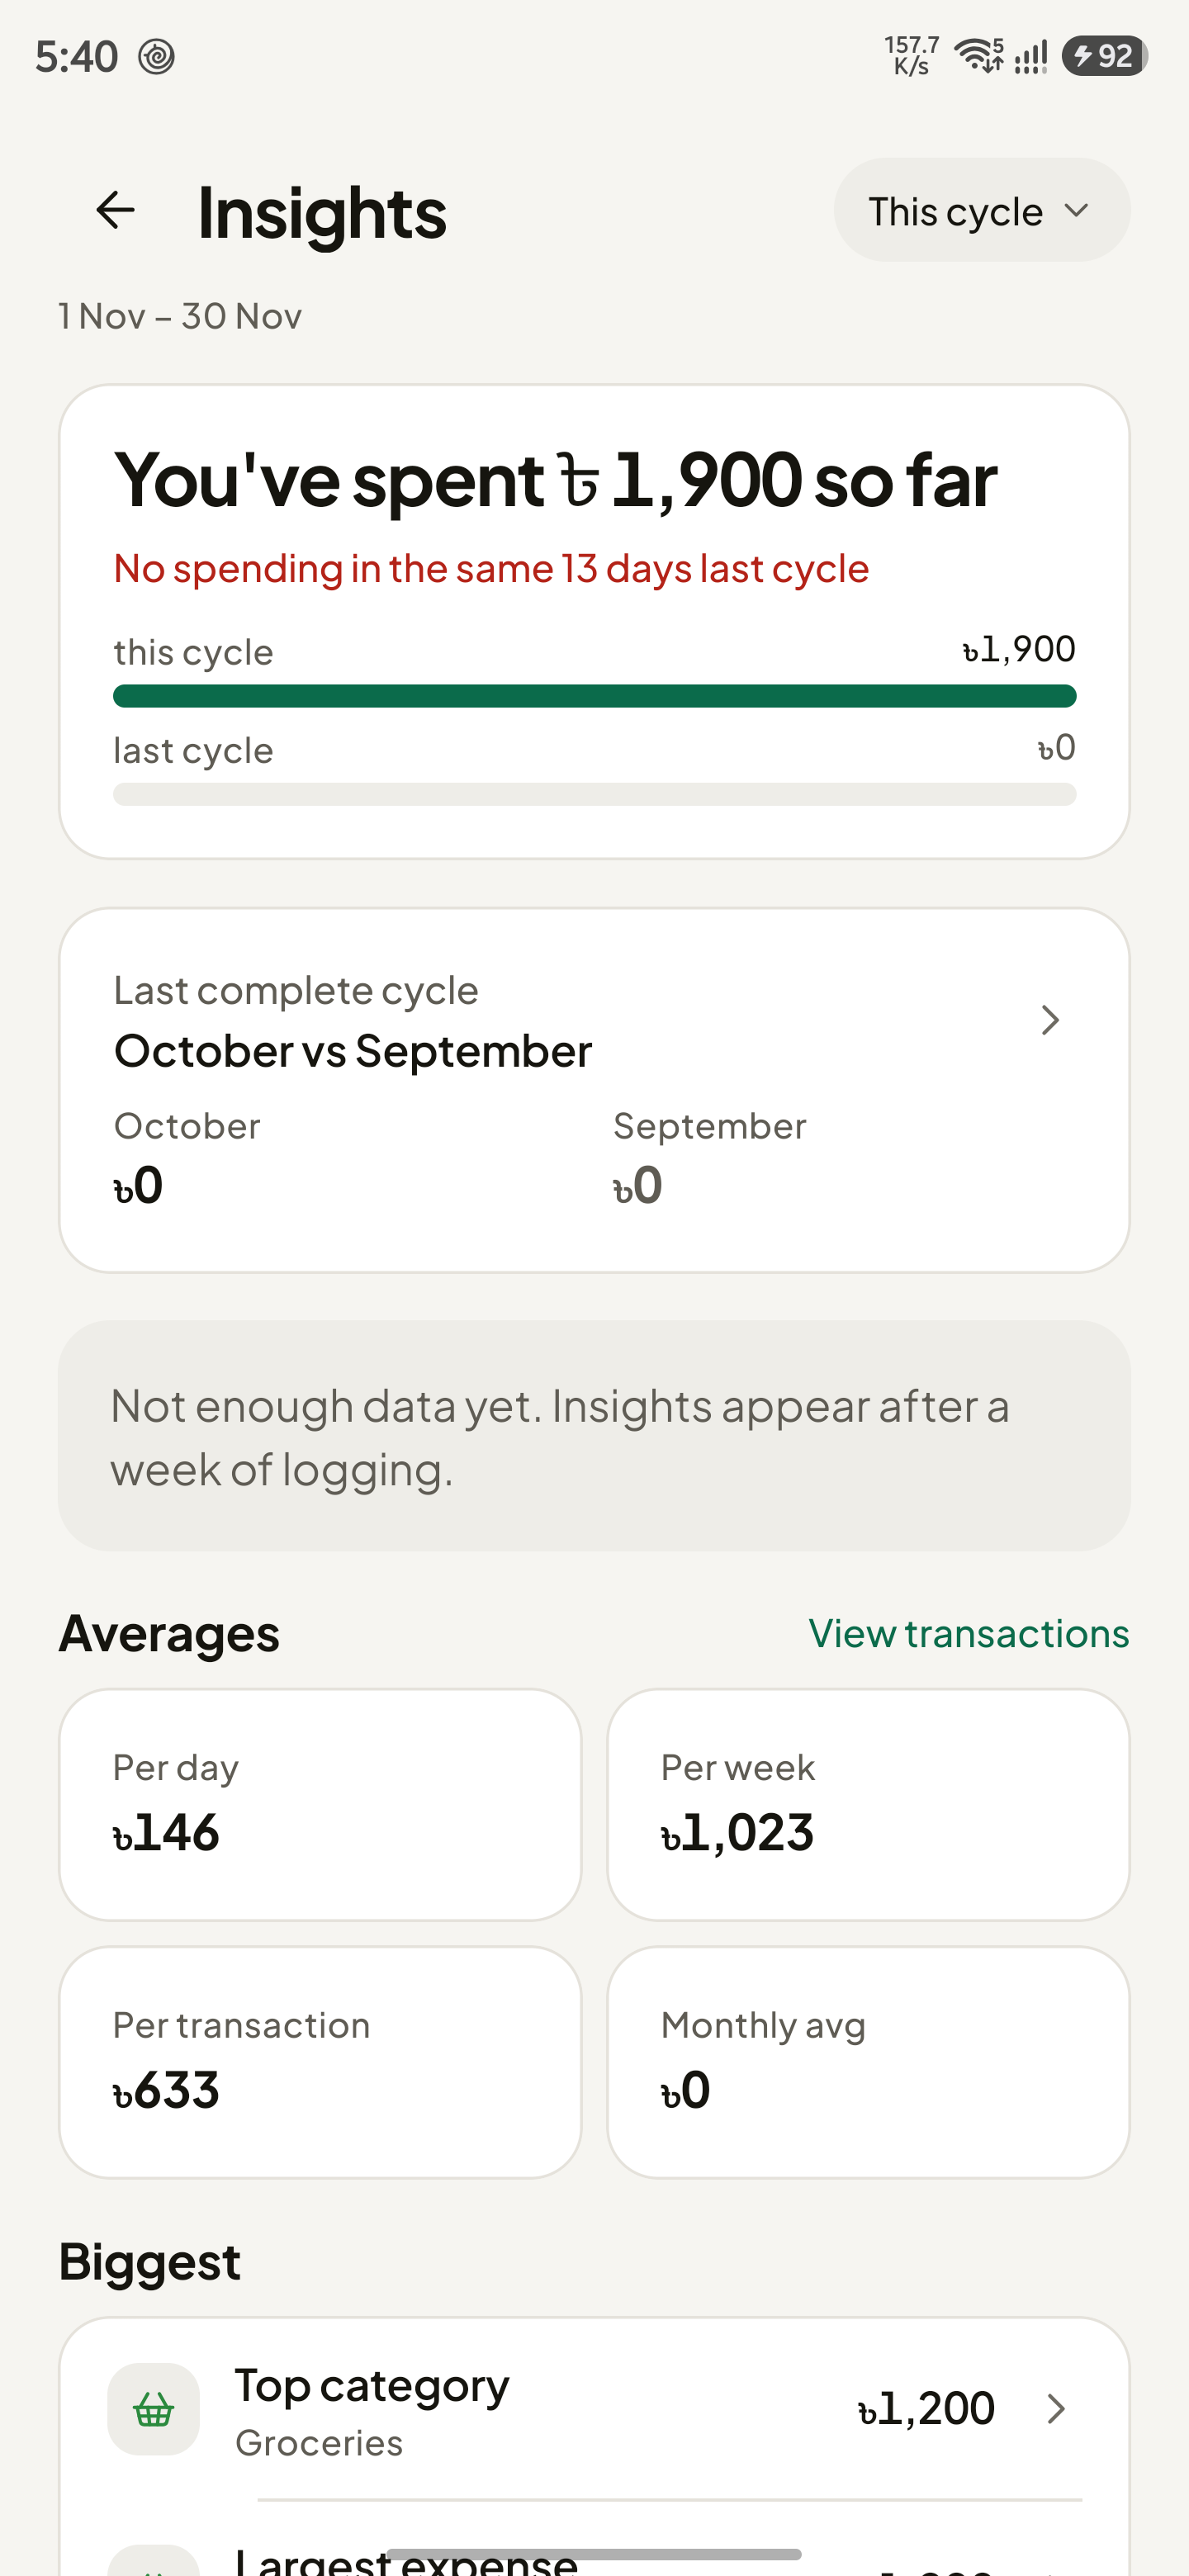 5:40
157.7
K/s
5
92
Insights
This cycle
1 Nov – 30 Nov
You've spent ৳ 1,900 so far
No spending in the same 13 days last cycle
this cycle ৳1,900
last cycle ৳0
Last complete cycle
October vs September
October September
৳0 ৳0
Not enough data yet. Insights appear after a
week of logging.
Averages View transactions
Per day Per week
৳146 ৳1,023
Per transaction Monthly avg
৳633 ৳0
Biggest
Top category ৳1,200
Groceries
Largest expense